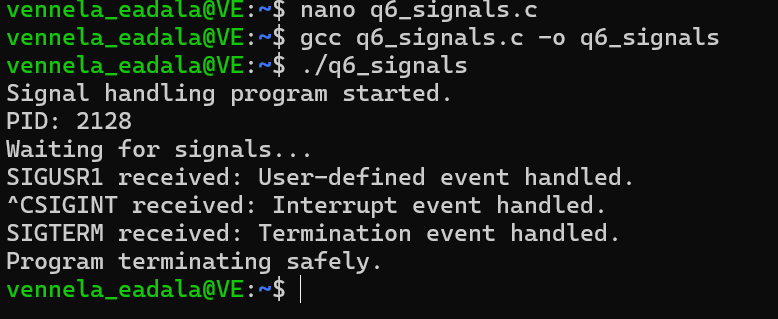 vennela_eadala@VE:~$ nano q6_signals.c
vennela_eadala@VE:~$ gcc q6_signals.c -o q6_signals
vennela_eadala@VE:~$ ./q6_signals
Signal handling program started.
PID: 2128
Waiting for signals...
SIGUSR1 received: User-defined event handled.
^CSIGINT received: Interrupt event handled.
SIGTERM received: Termination event handled.
Program terminating safely.
vennela_eadala@VE:~$